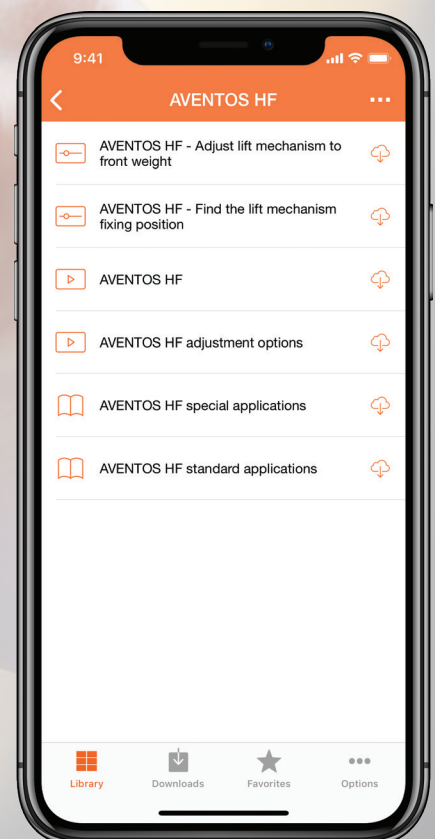 9:41
AVENTOS HF
AVENTOS HF - Adjust lift mechanism to
front weight
AVENTOS HF - Find the lift mechanism
fixing position
AVENTOS HF
AVENTOS HF adjustment options
AVENTOS HF special applications
AVENTOS HF standard applications
Library
Downloads
Favorites
Options